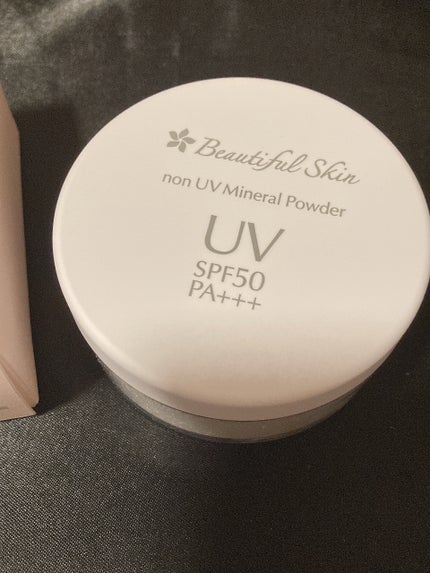 Beautiful Skin
non UV Mineral Powder
UV
SPF50
PA+++